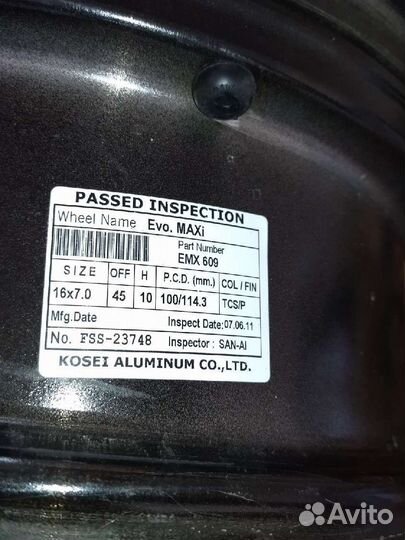 PASSED INSPECTION
Wheel Name Evo. MAXi
Part Number
EMX 609
SIZE OFF H P.C.D. (mm.) COL / FIN
16x7.0 45 10 100/114.3 TCS/P
Mfg.Date Inspect Date:07.06.11
No. FSS-23748 Inspector : SAN-AI
KOSEI ALUMINUM CO.,LTD.
Avito